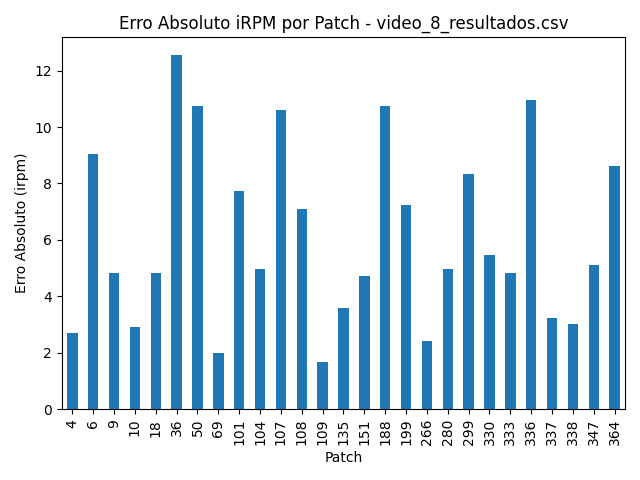 Erro Absoluto iRPM por Patch - video_8_resultados.csv
Erro Absoluto (irpm)
12
10
8
6
4
2
0
4 6 9 10 18 36 50 69 101 104 107 108 109 135 151 188 199 266 280 299 330 333 336 337 338 347 364
Patch